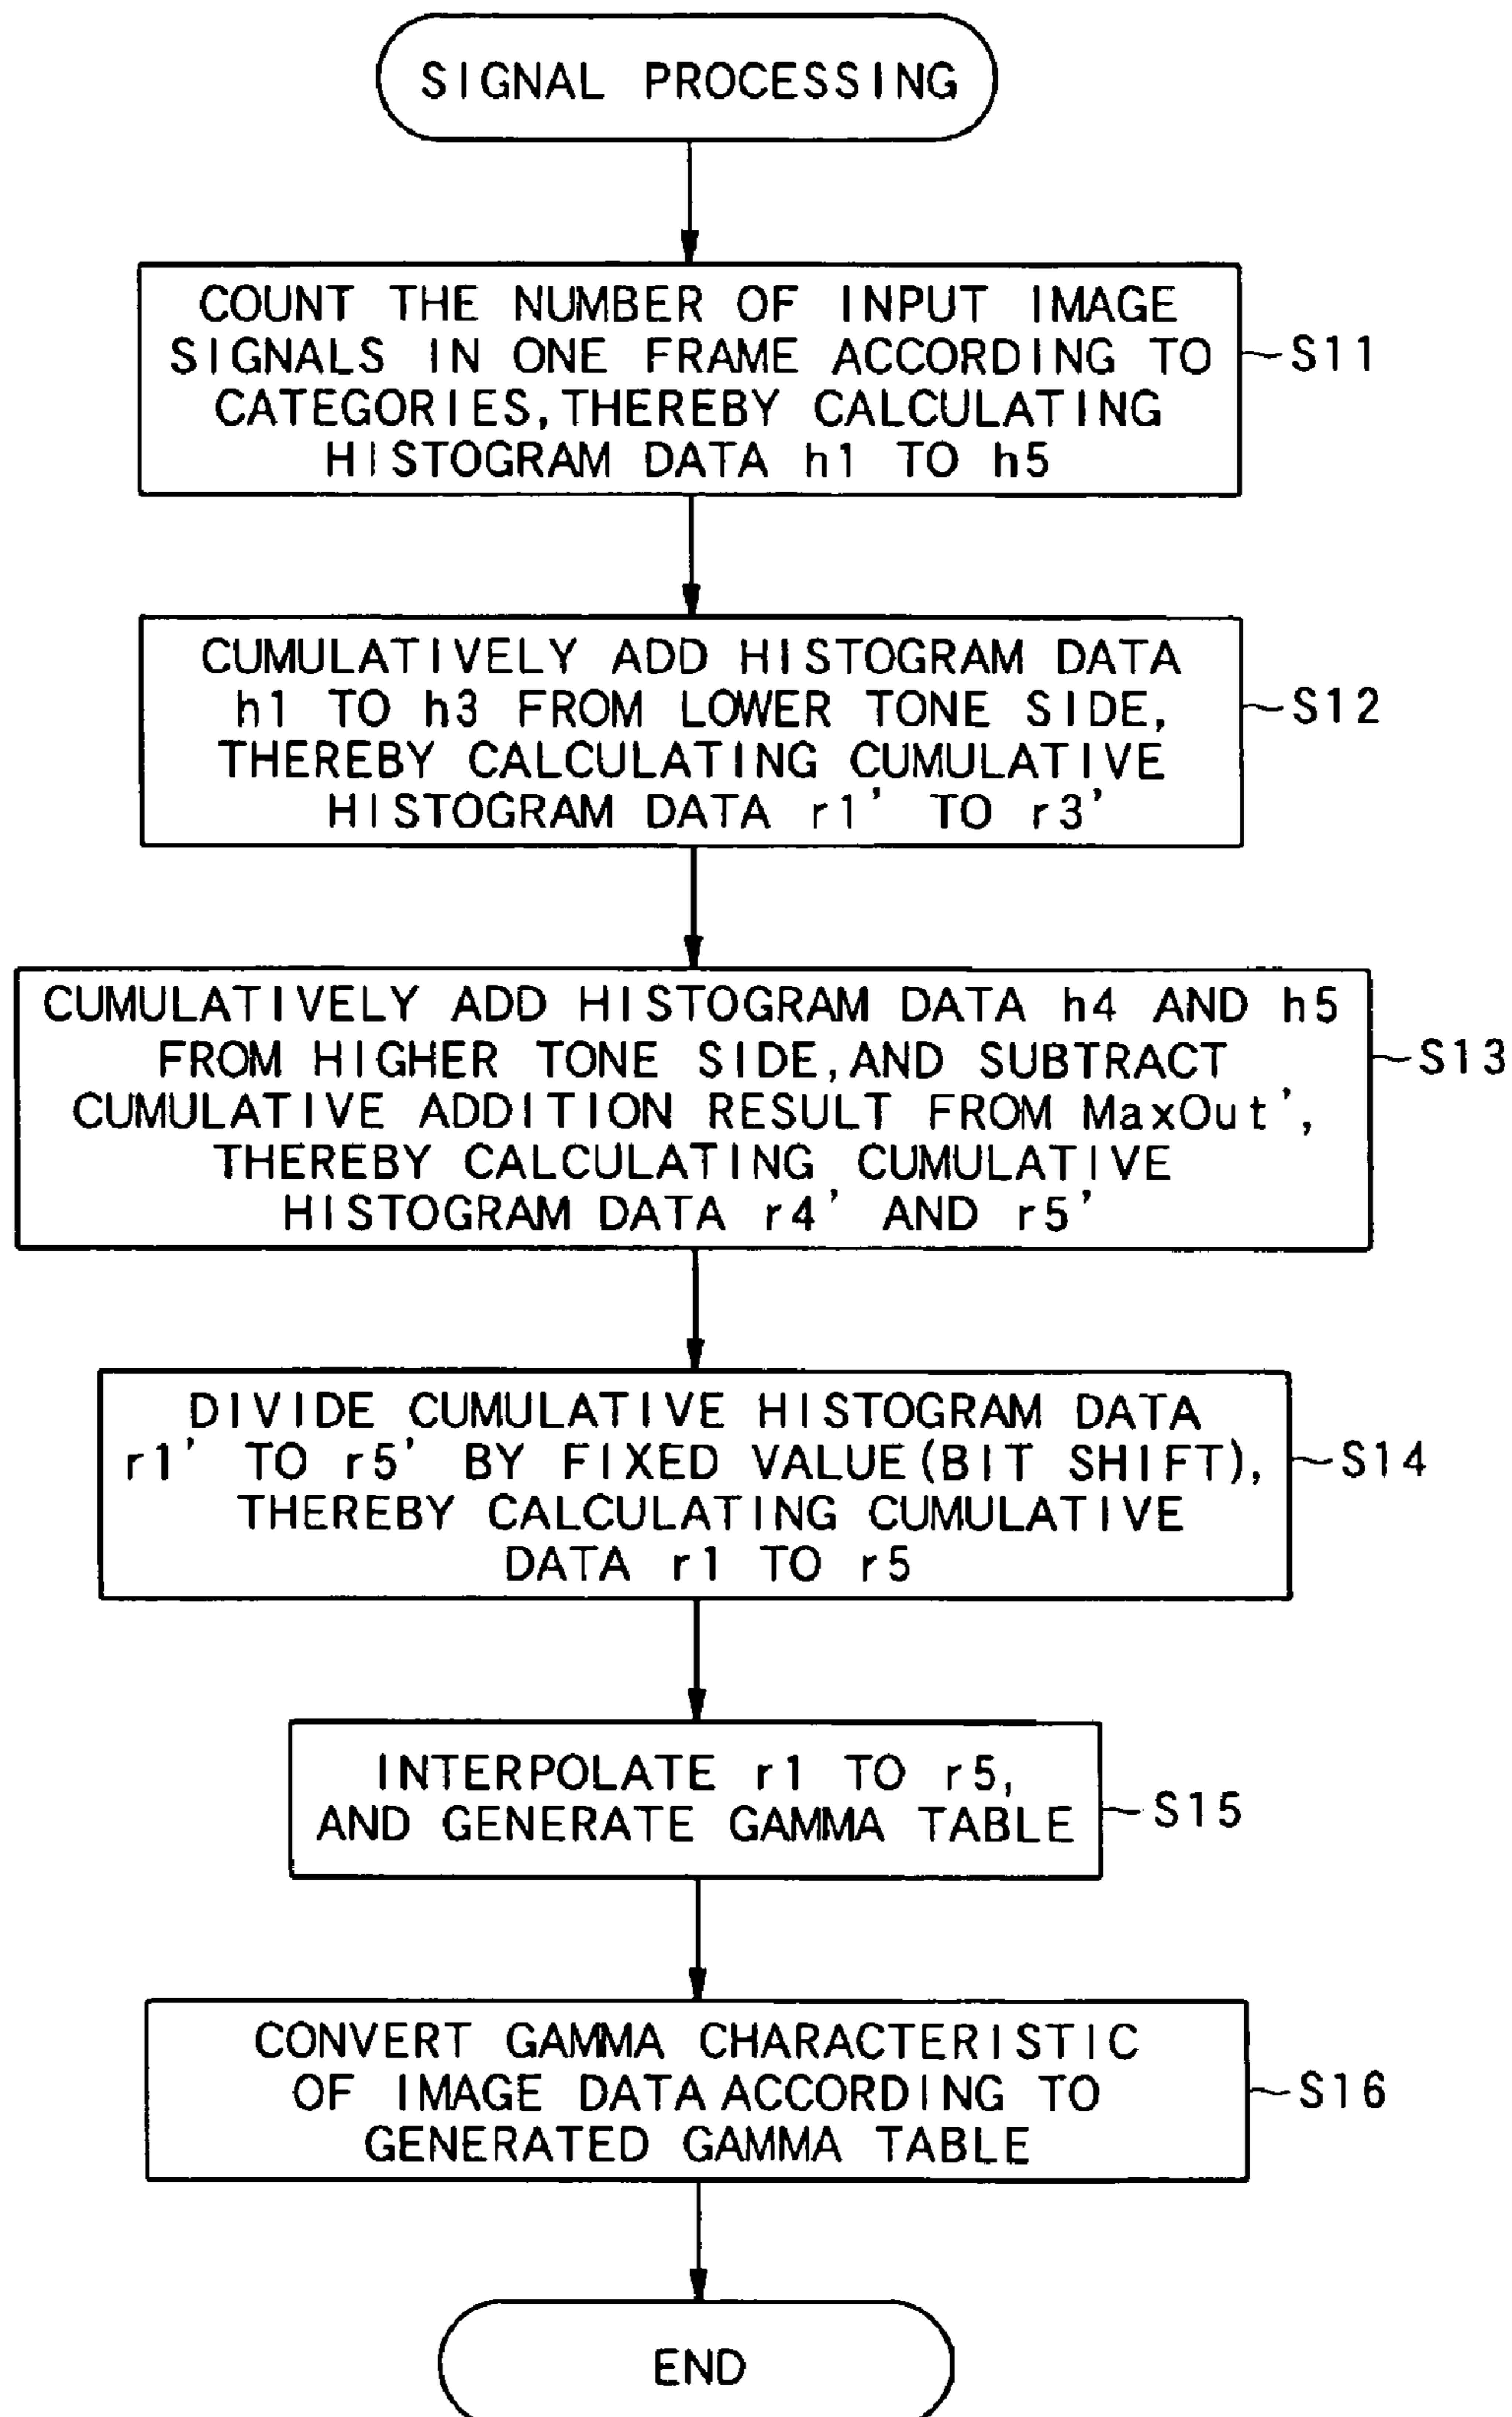 SIGNAL PROCESSING
COUNT THE NUMBER OF INPUT IMAGE
SIGNALS IN ONE FRAME ACCORDING TO
CATEGORIES, THEREBY CALCULATING
HISTOGRAM DATA h1 TO h5
S11
CUMULATIVELY ADD HISTOGRAM DATA
h1 TO h3 FROM LOWER TONE SIDE,
THEREBY CALCULATING CUMULATIVE
HISTOGRAM DATA r1' TO r3'
S12
CUMULATIVELY ADD HISTOGRAM DATA h4 AND h5
FROM HIGHER TONE SIDE, AND SUBTRACT
CUMULATIVE ADDITION RESULT FROM MaxOut',
THEREBY CALCULATING CUMULATIVE
HISTOGRAM DATA r4' AND r5'
S13
DIVIDE CUMULATIVE HISTOGRAM DATA
r1' TO r5' BY FIXED VALUE(BIT SHIFT),
THEREBY CALCULATING CUMULATIVE
DATA r1 TO r5
S14
INTERPOLATE r1 TO r5,
AND GENERATE GAMMA TABLE
S15
CONVERT GAMMA CHARACTERISTIC
OF IMAGE DATA ACCORDING TO
GENERATED GAMMA TABLE
S16
END